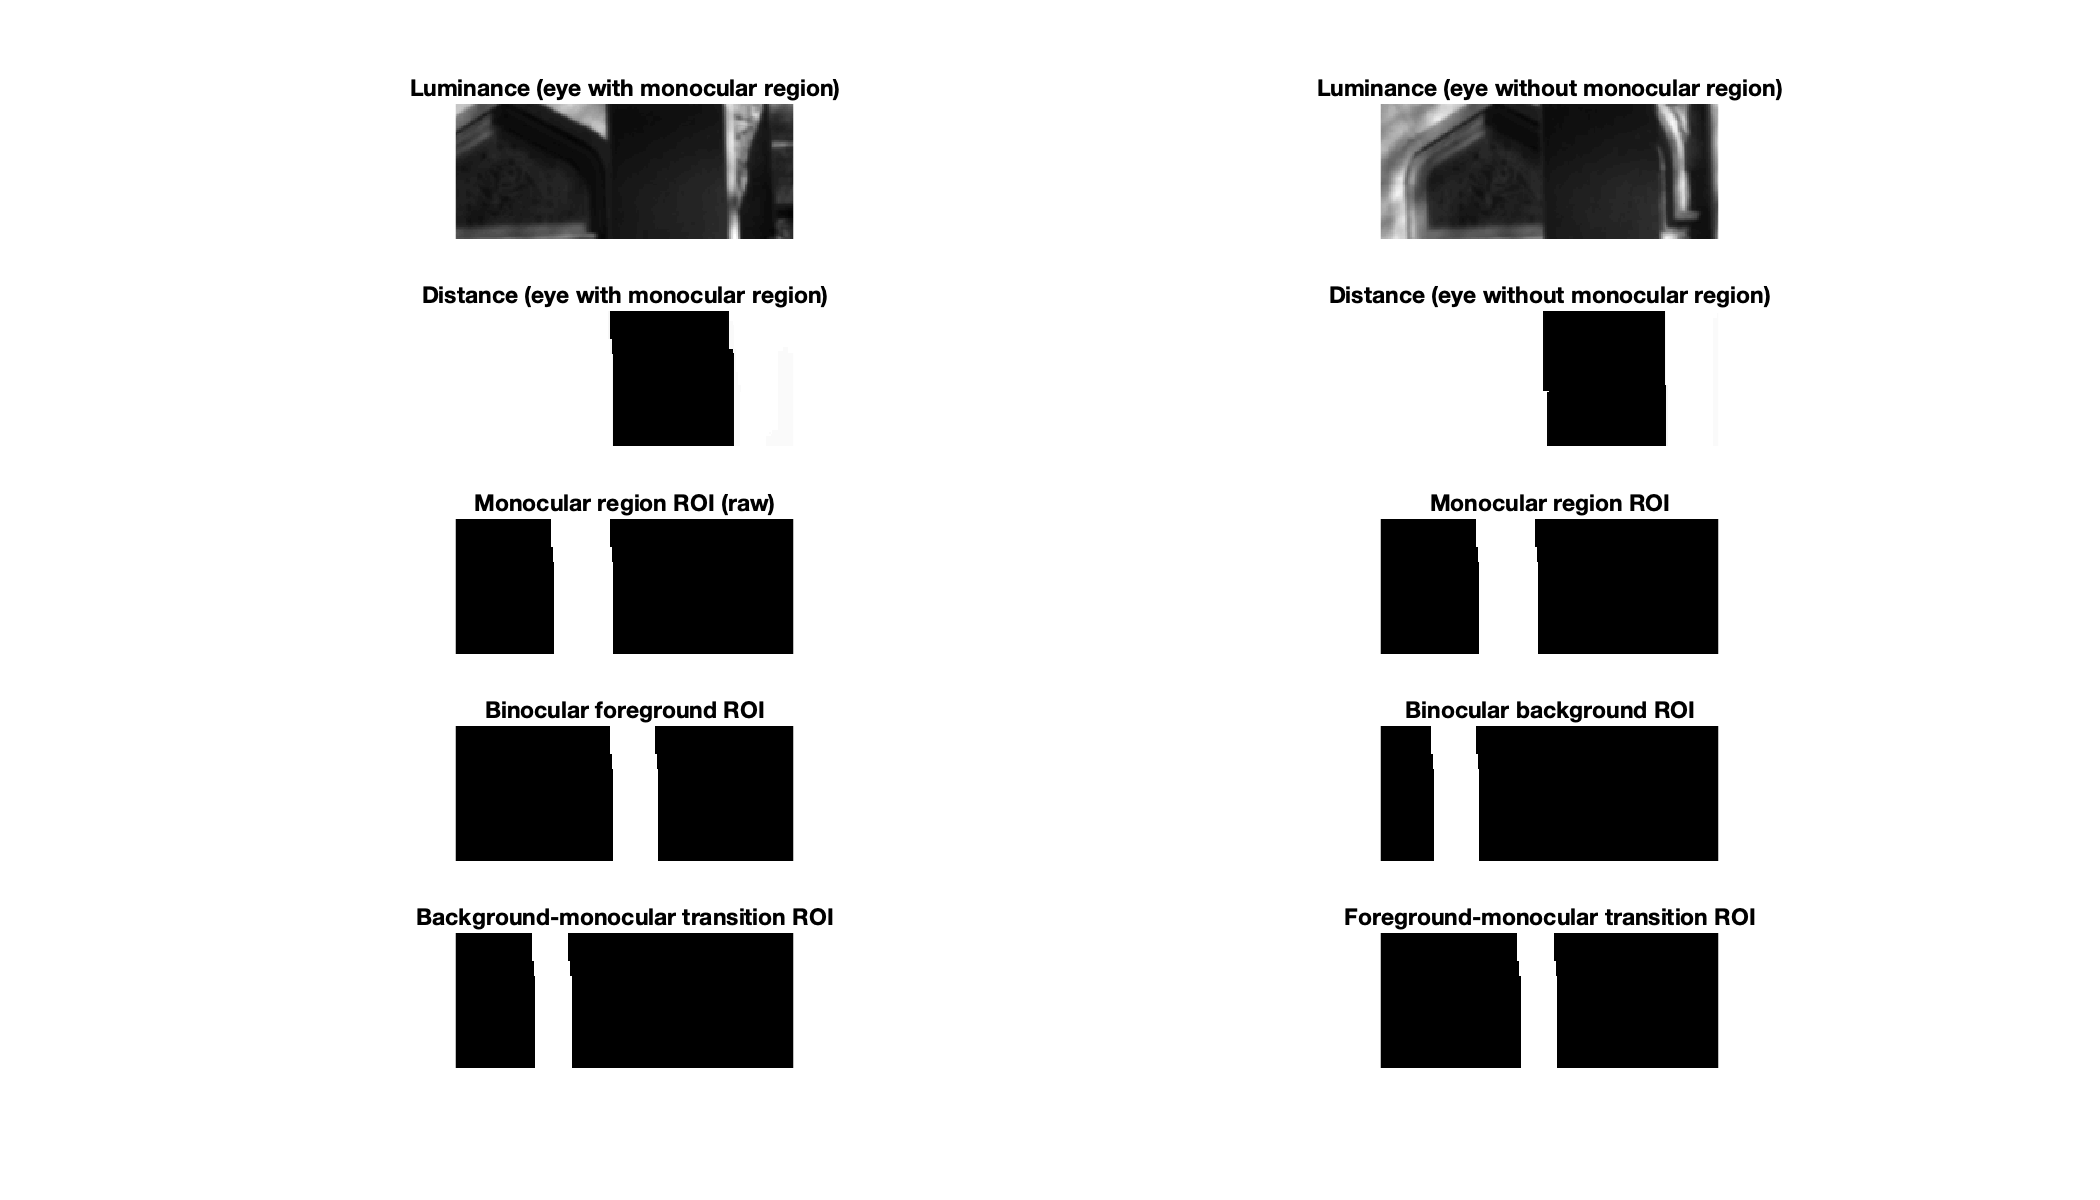 Luminance (eye with monocular region)
Luminance (eye without monocular region)
Distance (eye with monocular region)
Distance (eye without monocular region)
Monocular region ROI (raw)
Monocular region ROI
Binocular foreground ROI
Binocular background ROI
Background-monocular transition ROI
Foreground-monocular transition ROI